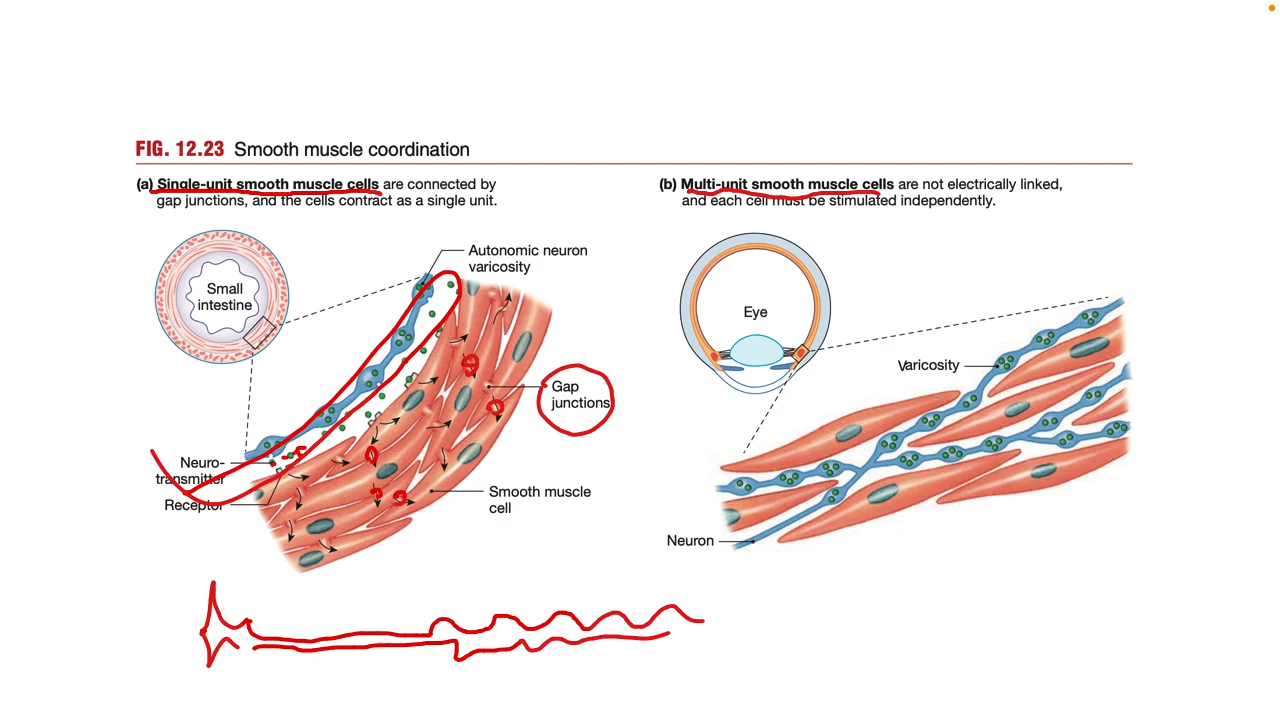 FIG. 12.23 Smooth muscle coordination
(a) Single-unit smooth muscle cells are connected by
gap junctions, and the cells contract as a single unit.
Small
intestine
Autonomic neuron
varicosity
Gap
junctions
Neuro-
transmitter
Receptor
Smooth muscle
cell
(b) Multi-unit smooth muscle cells are not electrically linked,
and each cell must be stimulated independently.
Eye
Varicosity
Neuron